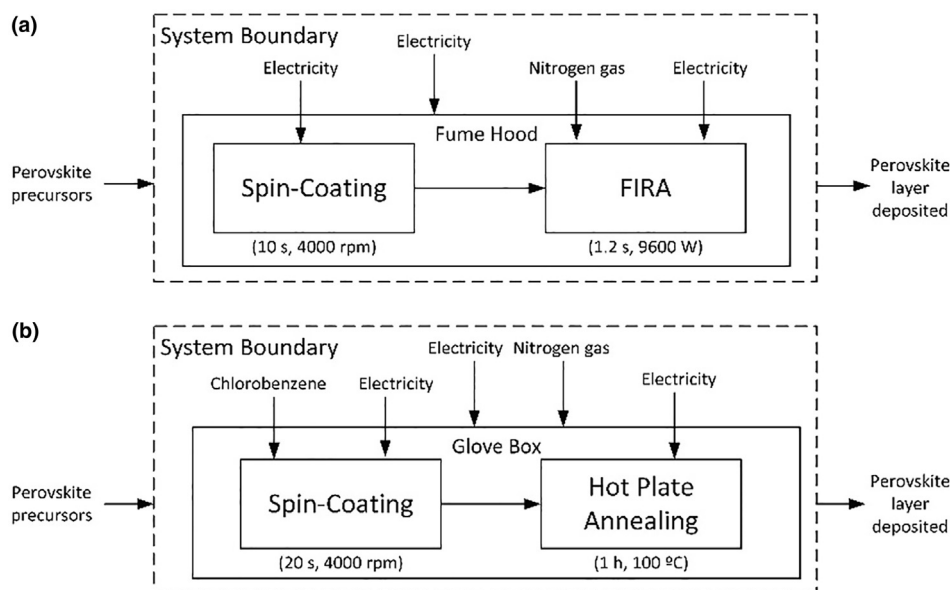 (a)
System Boundary
Electricity
Electricity
Nitrogen gas
Electricity
Fume Hood
Perovskite
precursors
Spin-Coating
FIRA
Perovskite
layer
deposited
(10 s, 4000 rpm)
(1.2 s, 9600 W)
(b)
System Boundary
Electricity
Nitrogen gas
Chlorobenzene
Electricity
Electricity
Glove Box
Perovskite
precursors
Spin-Coating
Hot Plate
Annealing
Perovskite
layer
deposited
(20 s, 4000 rpm)
(1 h, 100 ºC)